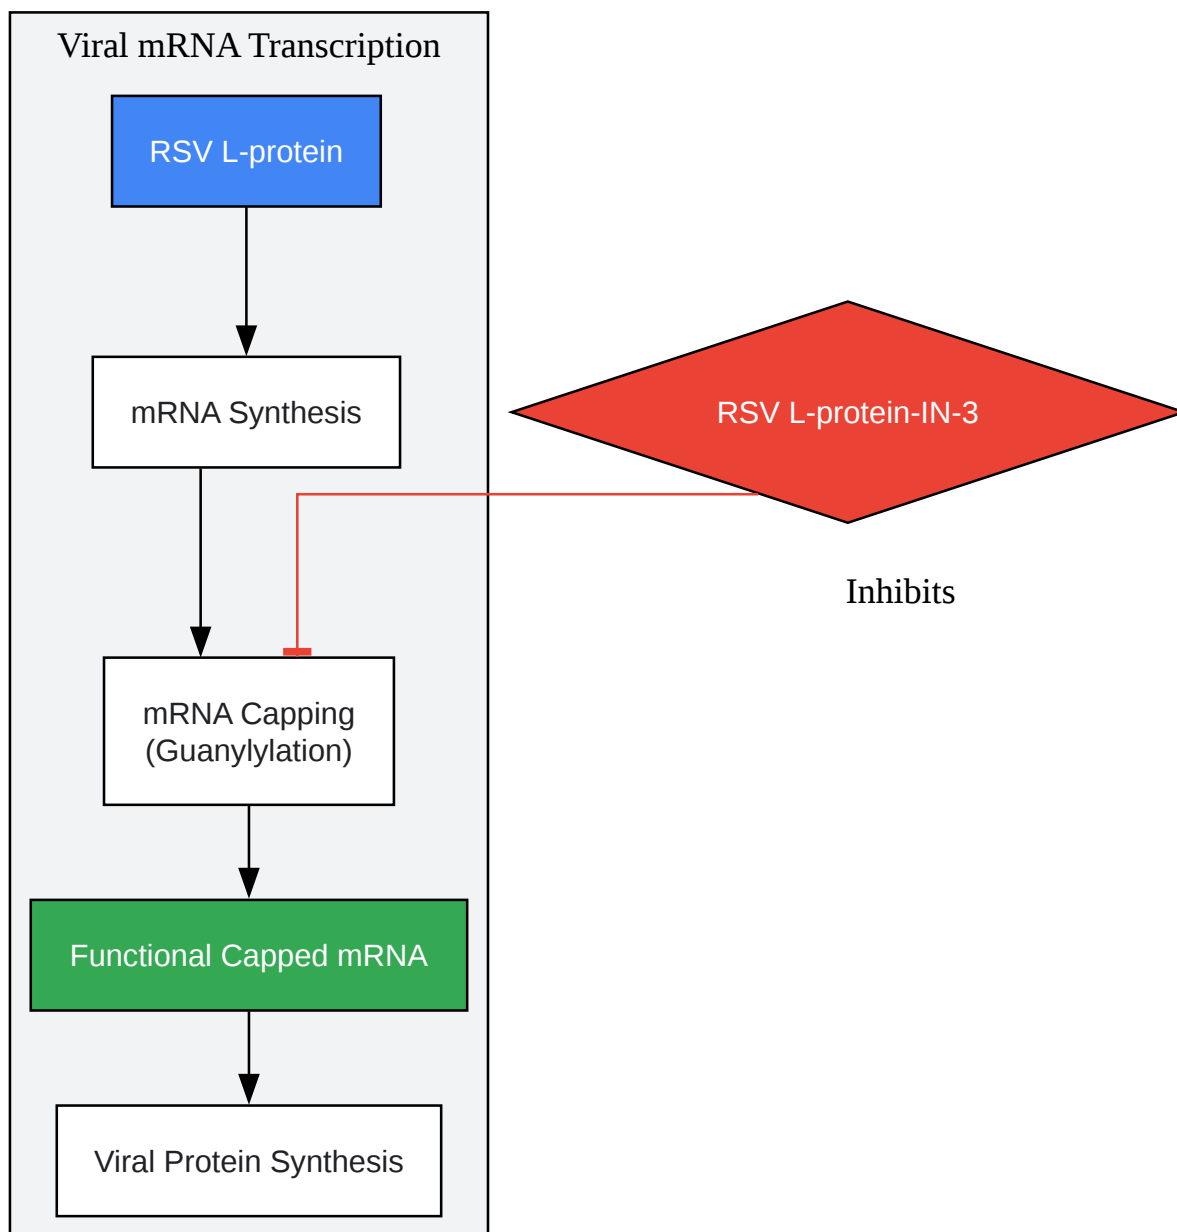 Viral mRNA Transcription
RSV L-protein
mRNA Synthesis
RSV L-protein-IN-3
Inhibits
mRNA Capping
(Guanylylation)
Functional Capped mRNA
Viral Protein Synthesis